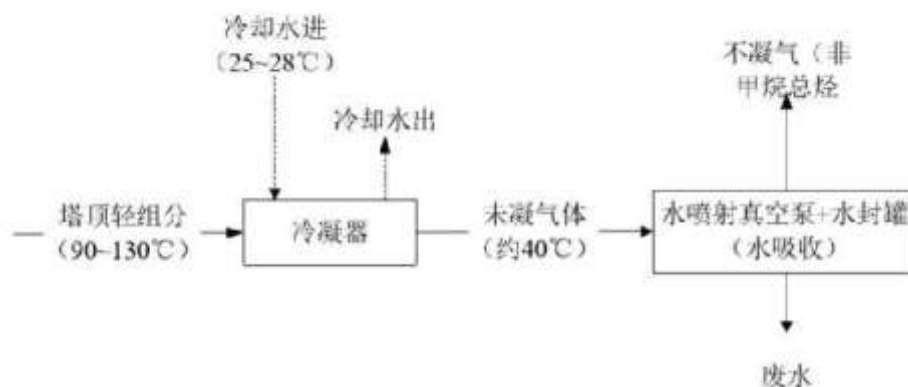 冷却水进
（25~28℃）
不凝气（非
甲烷总烃
冷却水出
塔顶轻组分
（90~130℃）
冷凝器
未凝气体
（约40℃）
水喷射真空泵+水封罐
（水吸收）
废水